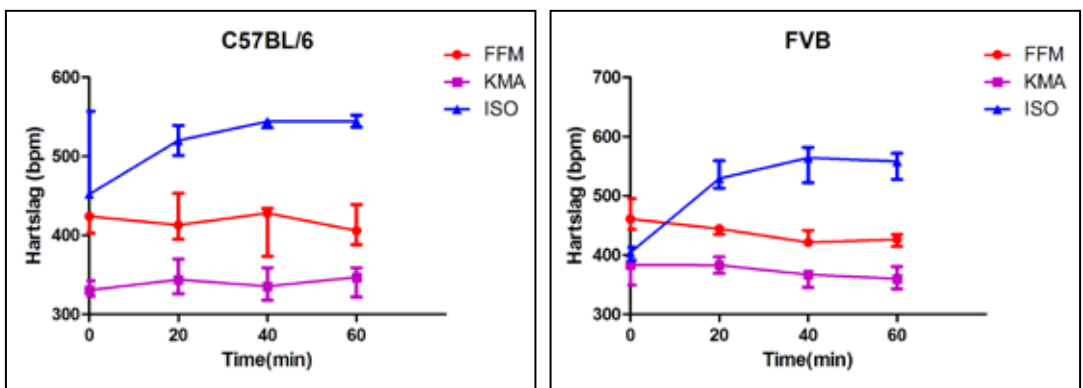 C57BL/6
FFM
KMA
ISO
Hartslag (bpm)
600
500
400
300
0 20 40 60
Time(min)
FVB
FFM
KMA
ISO
Hartslag (bpm)
700
600
500
400
300
0 20 40 60
Time(min)